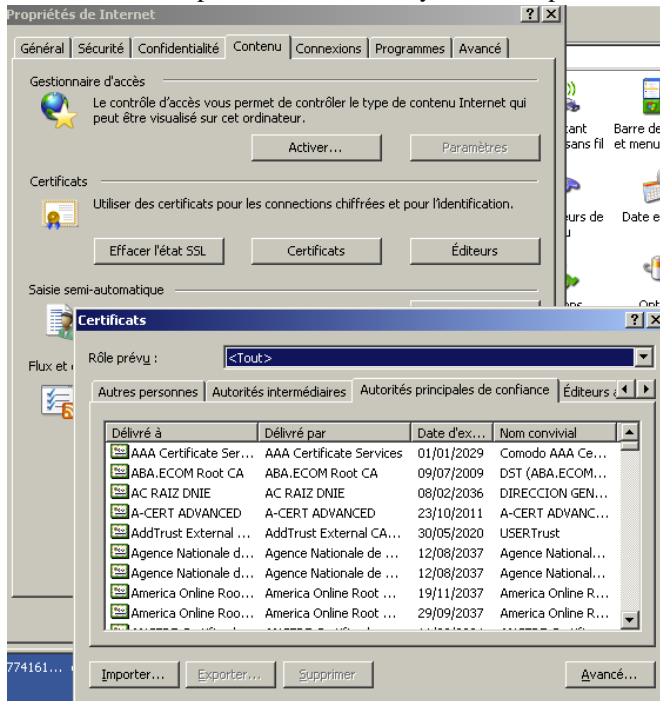 Propriétés de Internet
Général Sécurité Confidentialité Contenu Connexions Programmes Avancé
Gestionnaire d'accès
Le contrôle d'accès vous permet de contrôler le type de contenu Internet qui
peut être visualisé sur cet ordinateur.
Activer... Paramètres
Certificats
Utiliser des certificats pour les connections chiffrées et pour l'identification.
Effacer l'état SSL Certificats Éditeurs
Saisie semi-automatique
Flux et
Barre de
sans fil et menu
Date e
Certificats
Rôle prévu : <Tout>
Autres personnes Autorités intermédiaires Autorités principales de confiance Éditeurs
Délivré à Délivré par Date d'ex... Nom convivial
AAA Certificate Ser... AAA Certificate Services 01/01/2029 Comodo AAA Ce...
ABA.ECOM Root CA ABA.ECOM Root CA 09/07/2009 DST (ABA.ECOM...
AC RAIZ DNIE AC RAIZ DNIE 08/02/2036 DIRECCION GEN...
A-CERT ADVANCED A-CERT ADVANCED 23/10/2011 A-CERT ADVANC...
AddTrust External ... AddTrust External CA... 30/05/2020 USERTrust
Agence Nationale d... Agence Nationale de ... 12/08/2037 Agence National...
Agence Nationale d... Agence Nationale de ... 12/08/2037 Agence National...
America Online Roo... America Online Root ... 19/11/2037 America Online R...
America Online Roo... America Online Root ... 29/09/2037 America Online R...
Importer... Exporter... Supprimer Avancé...
774161...